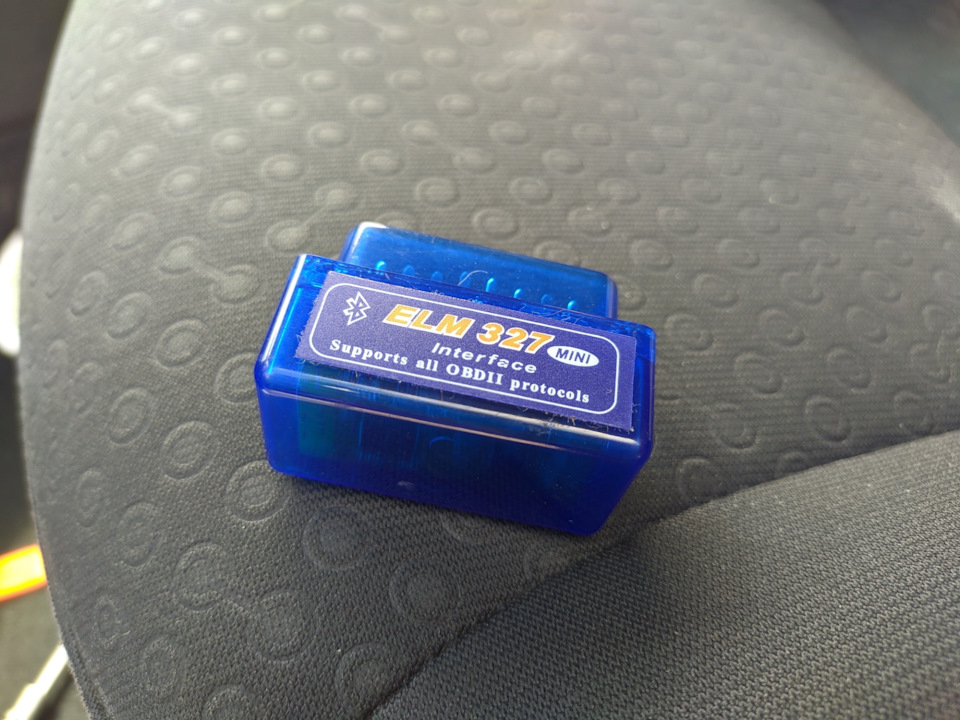 ELM 327 MINI
Interface
Supports all OBDII protocols